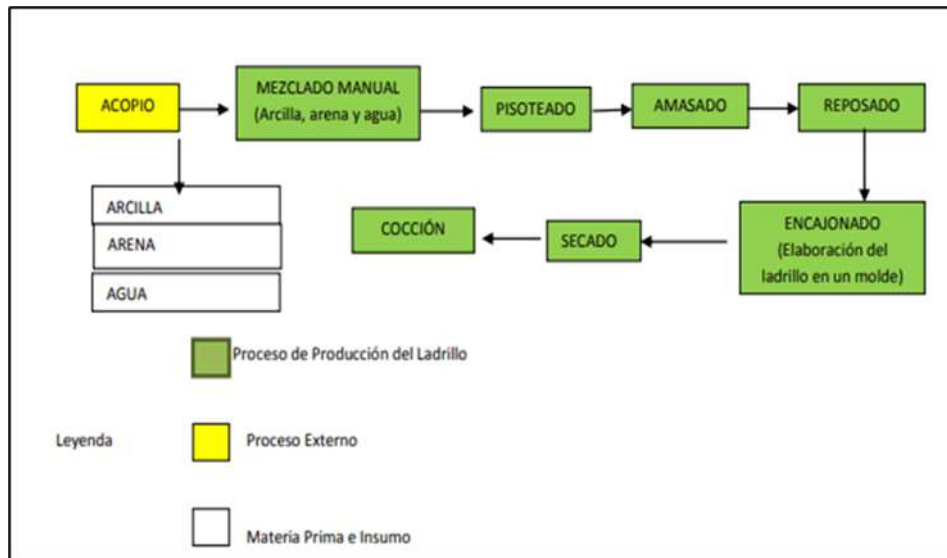 ACOPIO
MEZCLADO MANUAL
(Arcilla, arena y agua)
PISOTEADO
AMASADO
REPOSADO
ARCILLA
ARENA
AGUA
COCCIÓN
SECADO
ENCAJONADO
(Elaboración del
ladrillo en un molde)
Proceso de Producción del Ladrillo
Leyenda
Proceso Externo
Materia Prima e Insumo